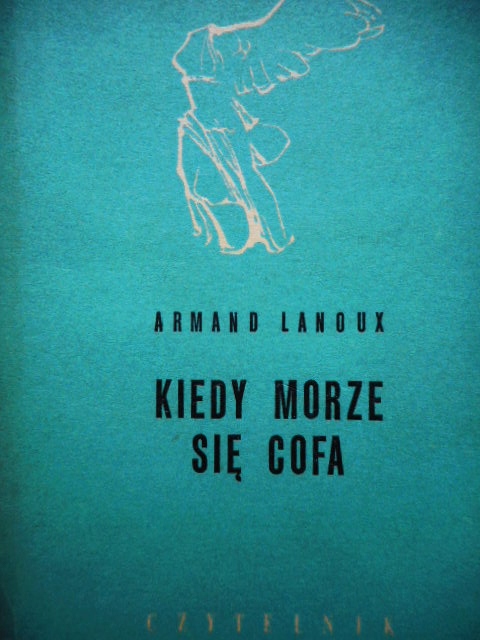 ARMAND LANOUX
KIEDY MORZE
SIĘ COFA
CZYTELNIK